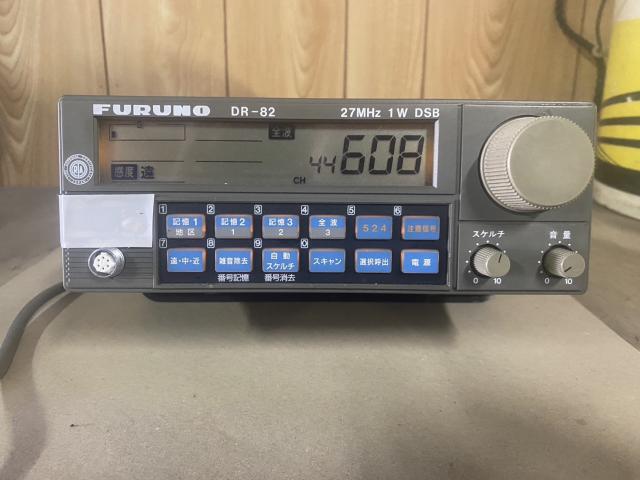 FURUNO DR-82 27MHz 1W DSB
全波
感度 遠 CH 44 608
1 2 3 4 5 6
記憶1 記憶2 記憶3 全波 524 注意信号
地区 1 2 3
7 8 9 0
遠・中・近 雑音除去 自動スケルチ スキャン 選択呼出 電源
番号記憶 番号消去
スケルチ 音量
0 10 0 10